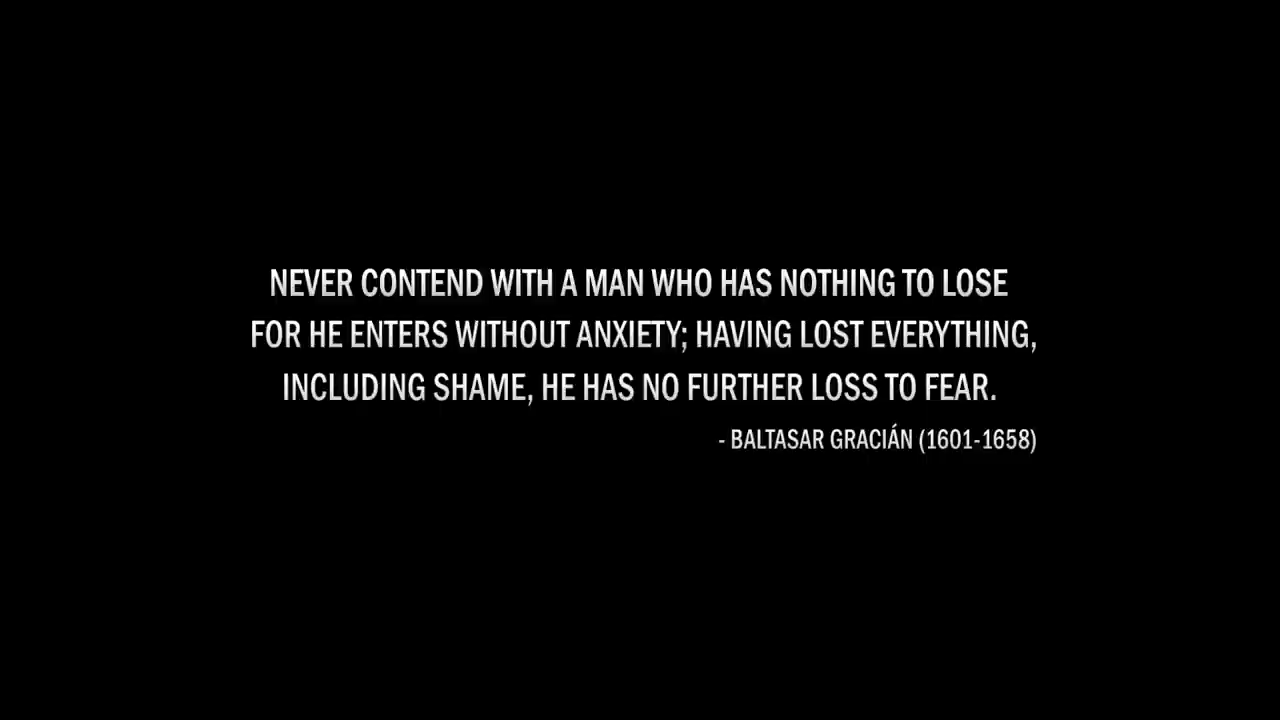 NEVER CONTEND WITH A MAN WHO HAS NOTHING TO LOSE
FOR HE ENTERS WITHOUT ANXIETY; HAVING LOST EVERYTHING,
INCLUDING SHAME, HE HAS NO FURTHER LOSS TO FEAR.
- BALTASAR GRACIÁN (1601-1658)